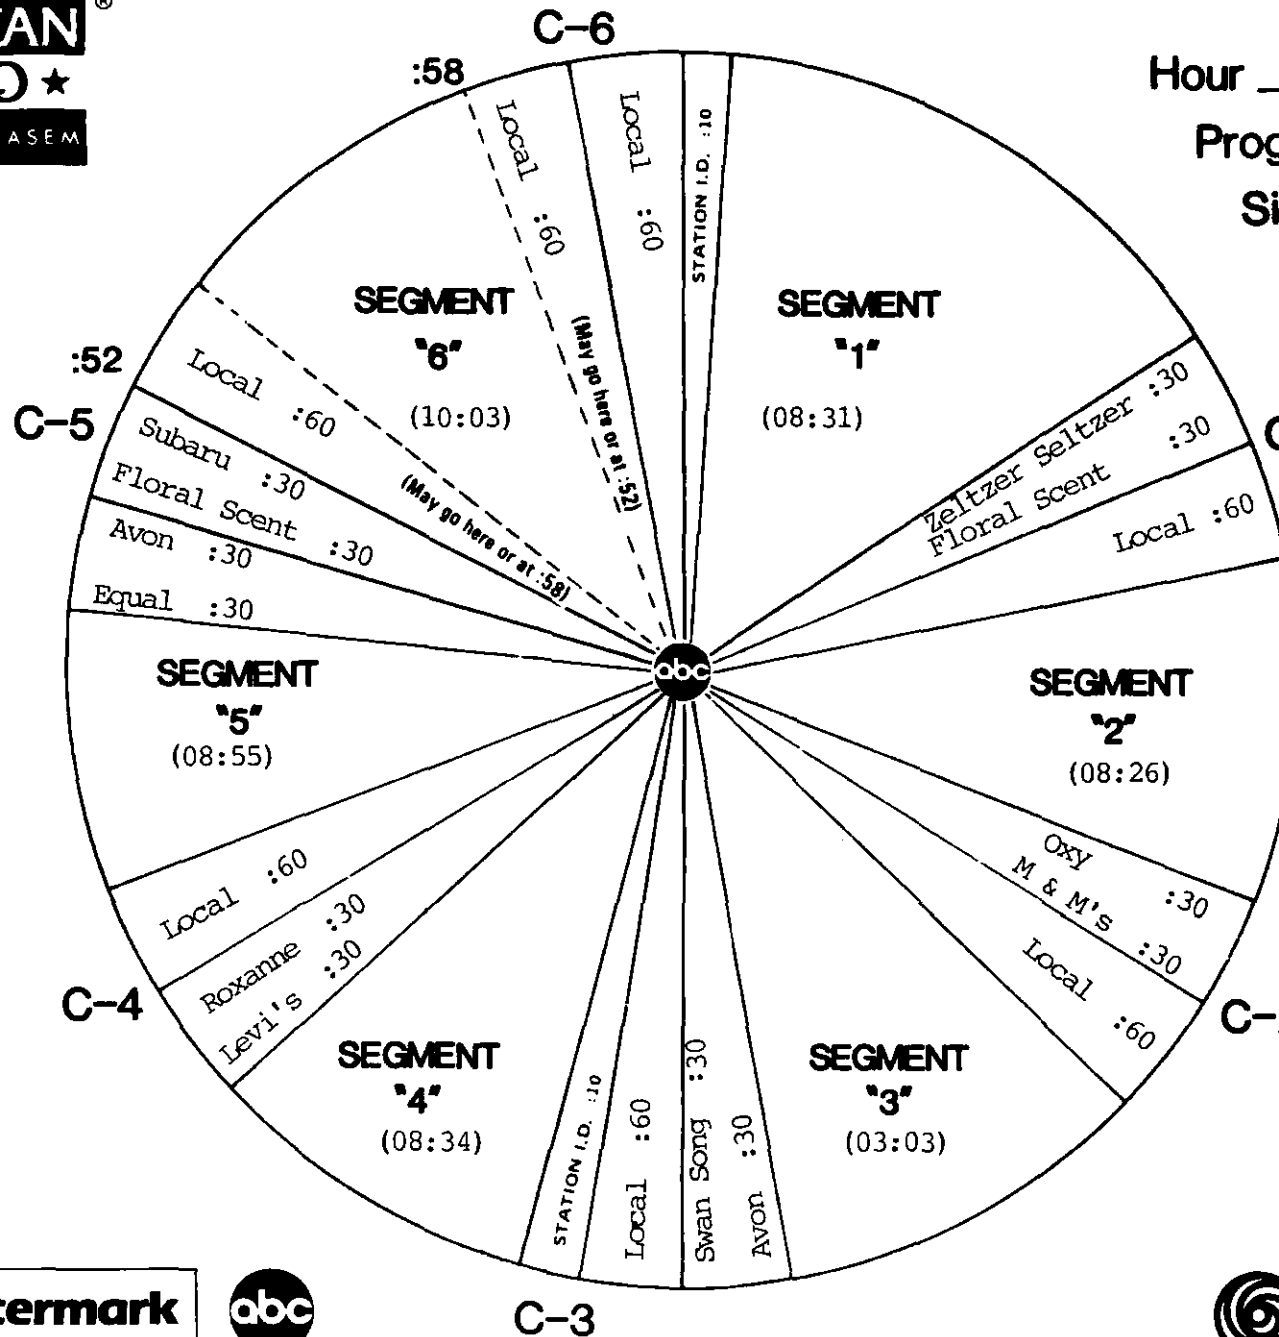 C-6
:58
Hour
Local :60
Local :60
STATION I.D. :10
SEGMENT
"1"
(08:31)
Zeltzer Seltzer :30
Floral Scent :30
Local :60
SEGMENT
"2"
(08:26)
Oxy :30
M & M's :30
Local :60
SEGMENT
"3"
(03:03)
Avon :30
Swan Song :30
C-3
Local :60
STATION I.D. :10
SEGMENT
"4"
(08:34)
Levi's :30
Roxanne :30
C-4
Local :60
SEGMENT
"5"
(08:55)
Equal :30
Avon :30
C-5
Floral Scent :30
Subaru :30
:52
Local :60
(May go here or at :58)
SEGMENT
"6"
(10:03)
(May go here or at :52)
abc
abc